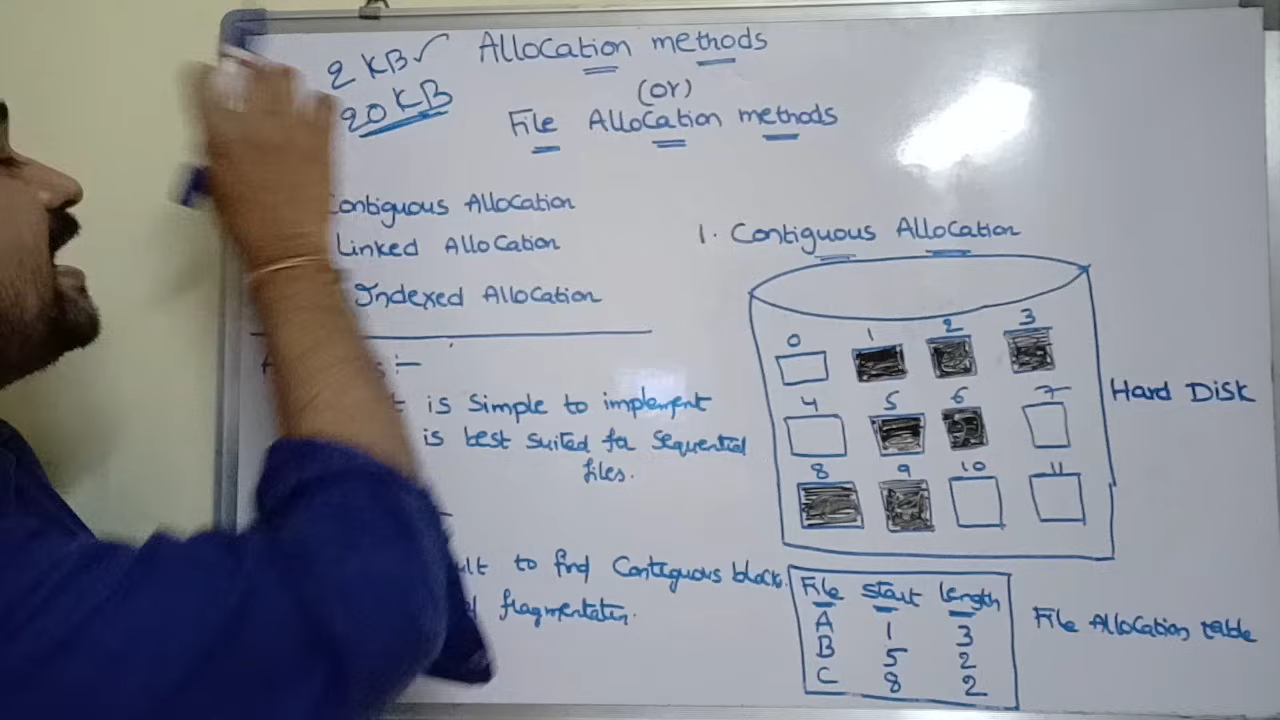 2 KB✓
20 KB
Allocation methods
(or)
File Allocation methods
Contiguous Allocation
Linked Allocation
Indexed Allocation
is simple to implement
is best suited for sequential
files.
to find Contiguous blocks.
fragmentation.
1. Contiguous Allocation
0 1 2 3
4 5 6 7
8 9 10 11
Hard Disk
File start length
A 1 3
B 5 2
C 8 2
File Allocation table